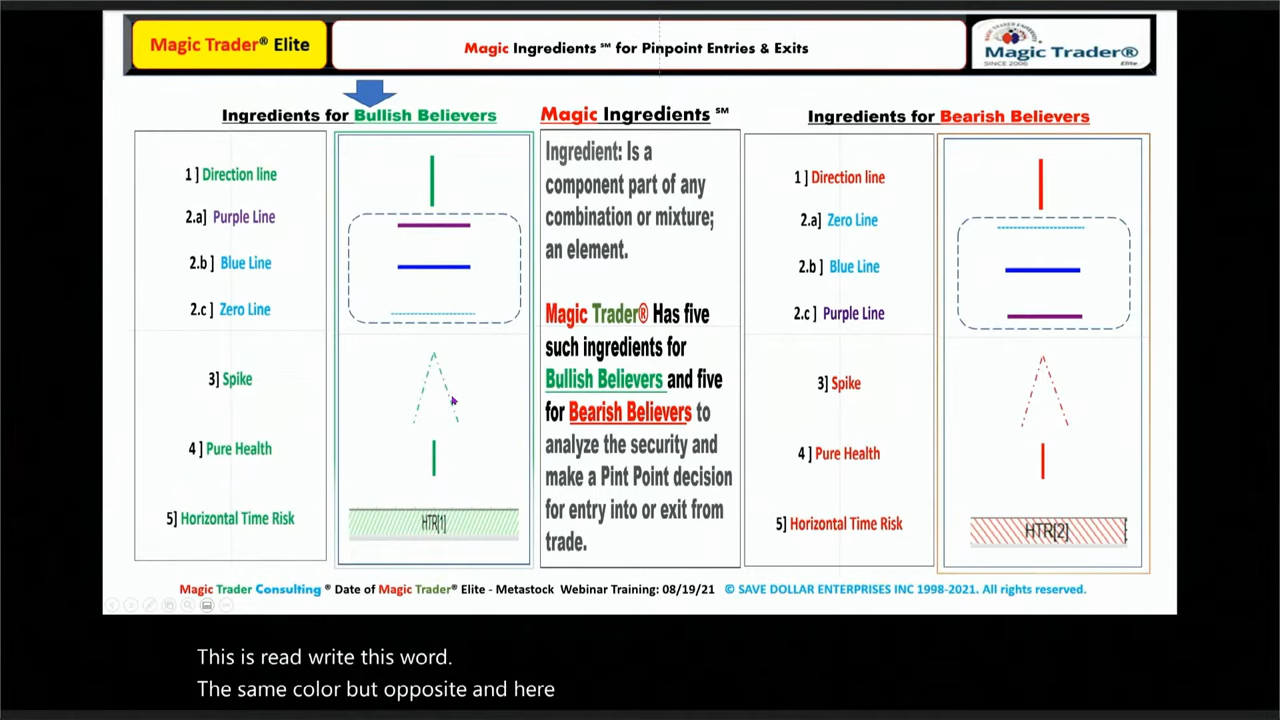 Magic Trader® Elite
Magic Ingredients ℠ for Pinpoint Entries & Exits
Magic Trader®
SINCE 2006
Elite
Ingredients for Bullish Believers
1 ] Direction line
2.a] Purple Line
2.b ] Blue Line
2.c ] Zero Line
3] Spike
4 ] Pure Health
5] Horizontal Time Risk
HTR[1]
Magic Ingredients ℠
Ingredient: Is a
component part of any
combination or mixture;
an element.
Magic Trader® Has five
such ingredients for
Bullish Believers and five
for Bearish Believers to
analyze the security and
make a Pint Point decision
for entry into or exit from
trade.
Ingredients for Bearish Believers
1 ] Direction line
2.a] Zero Line
2.b ] Blue Line
2.c ] Purple Line
3] Spike
4 ] Pure Health
5] Horizontal Time Risk
HTR[2]
Magic Trader Consulting ® Date of Magic Trader® Elite - Metastock Webinar Training: 08/19/21 © SAVE DOLLAR ENTERPRISES INC 1998-2021. All rights reserved.
This is read write this word.
The same color but opposite and here